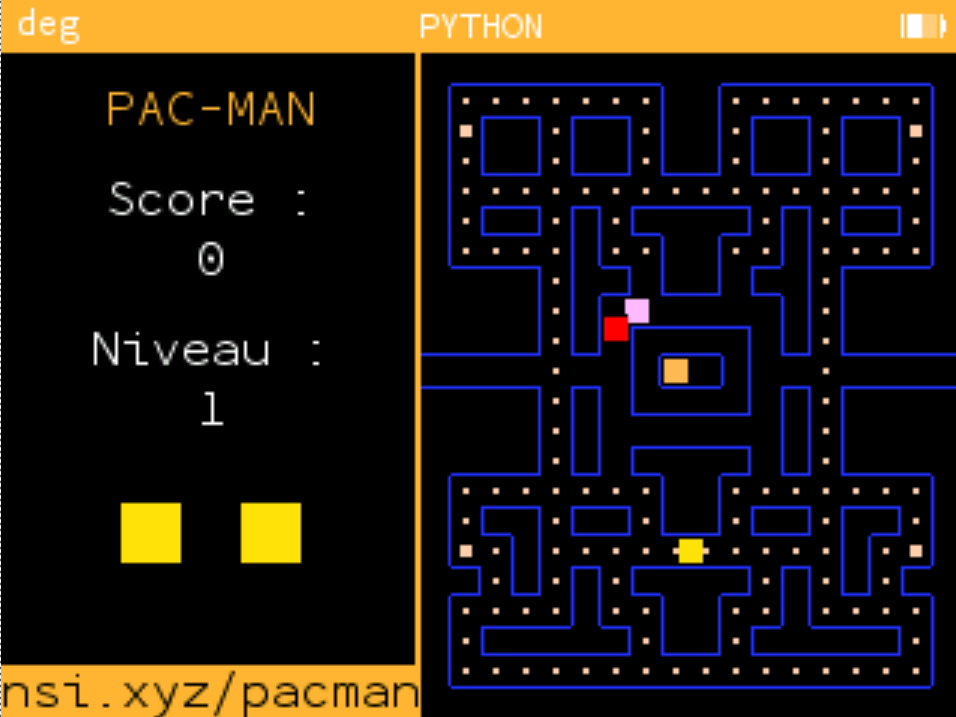 deg
PYTHON
PAC-MAN
Score :
0
Niveau :
1
nsi.xyz/pacman